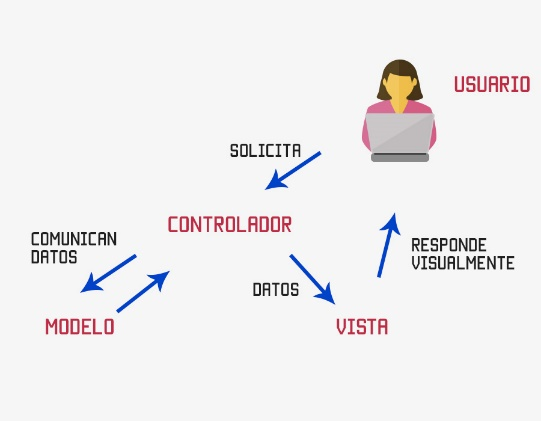 USUARIO
SOLICITA
CONTROLADOR
COMUNICAN
DATOS
RESPONDE
VISUALMENTE
DATOS
MODELO
VISTA